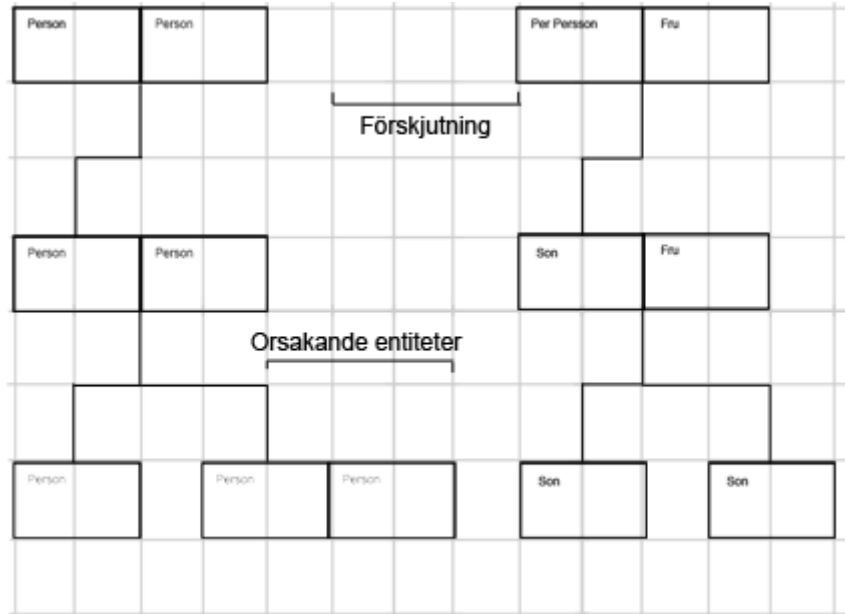 Person Person Per Persson Fru
Förskjutning
Person Person Son Fru
Orsakande entiteter
Person Person Person Son Son